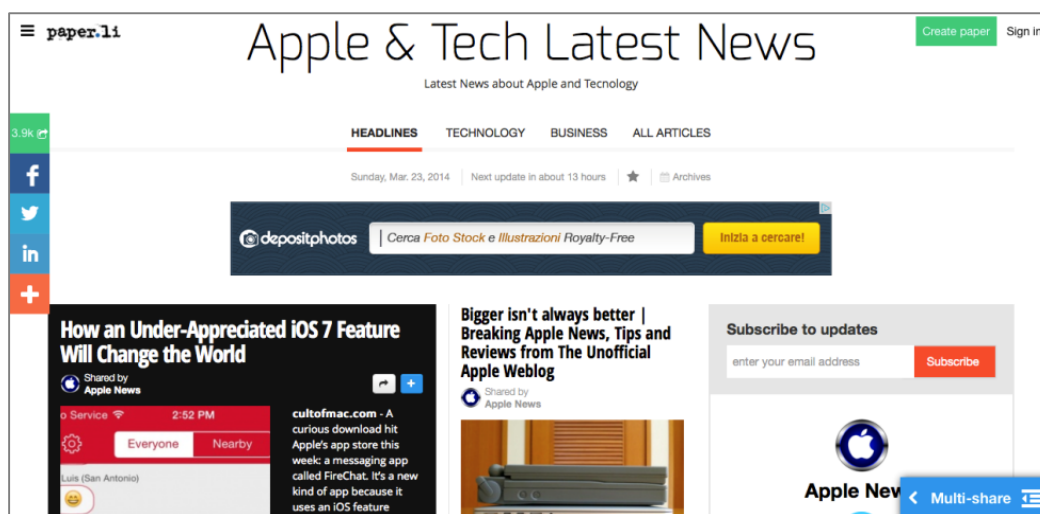 paper.li
Apple & Tech Latest News
Create paper
Sign in
Latest News about Apple and Tecnology
3.9k
HEADLINES
TECHNOLOGY
BUSINESS
ALL ARTICLES
Sunday, Mar. 23, 2014
Next update in about 13 hours
Archives
depositphotos
Cerca Foto Stock e Illustrazioni Royalty-Free
Inizia a cercare!
How an Under-Appreciated iOS 7 Feature
Will Change the World
Shared by
Apple News
o Service
2:52 PM
Everyone
Nearby
Luis (San Antonio)
cultofmac.com - A
curious download hit
Apple's app store this
week: a messaging app
called FireChat. It's a new
kind of app because it
uses an iOS feature
Bigger isn't always better |
Breaking Apple News, Tips and
Reviews from The Unofficial
Apple Weblog
Shared by
Apple News
Subscribe to updates
enter your email address
Subscribe
Apple New
Multi-share